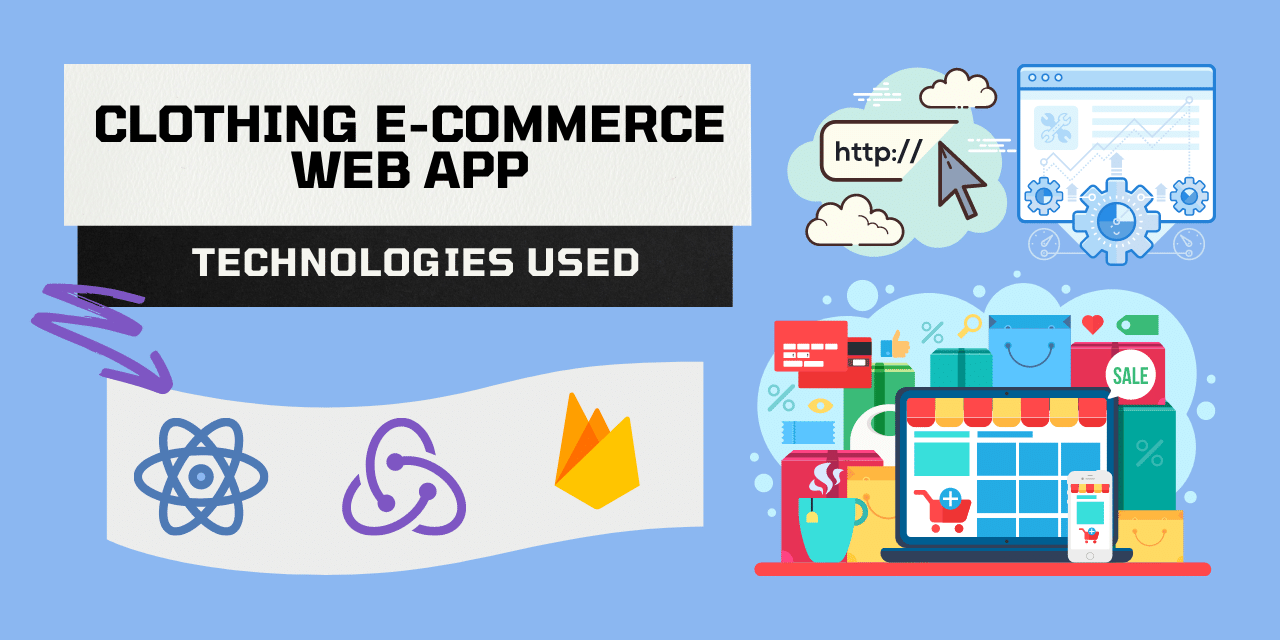 CLOTHING E-COMMERCE
WEB APP
TECHNOLOGIES USED
http://
SALE